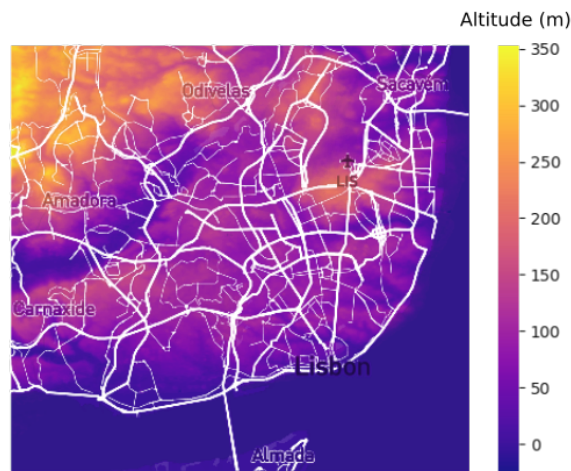 Altitude (m)
350
Sacavém
Odivelas
300
250
LIS
Amadora
200
150
Carnaxide
100
Lisbon
50
0
Almada